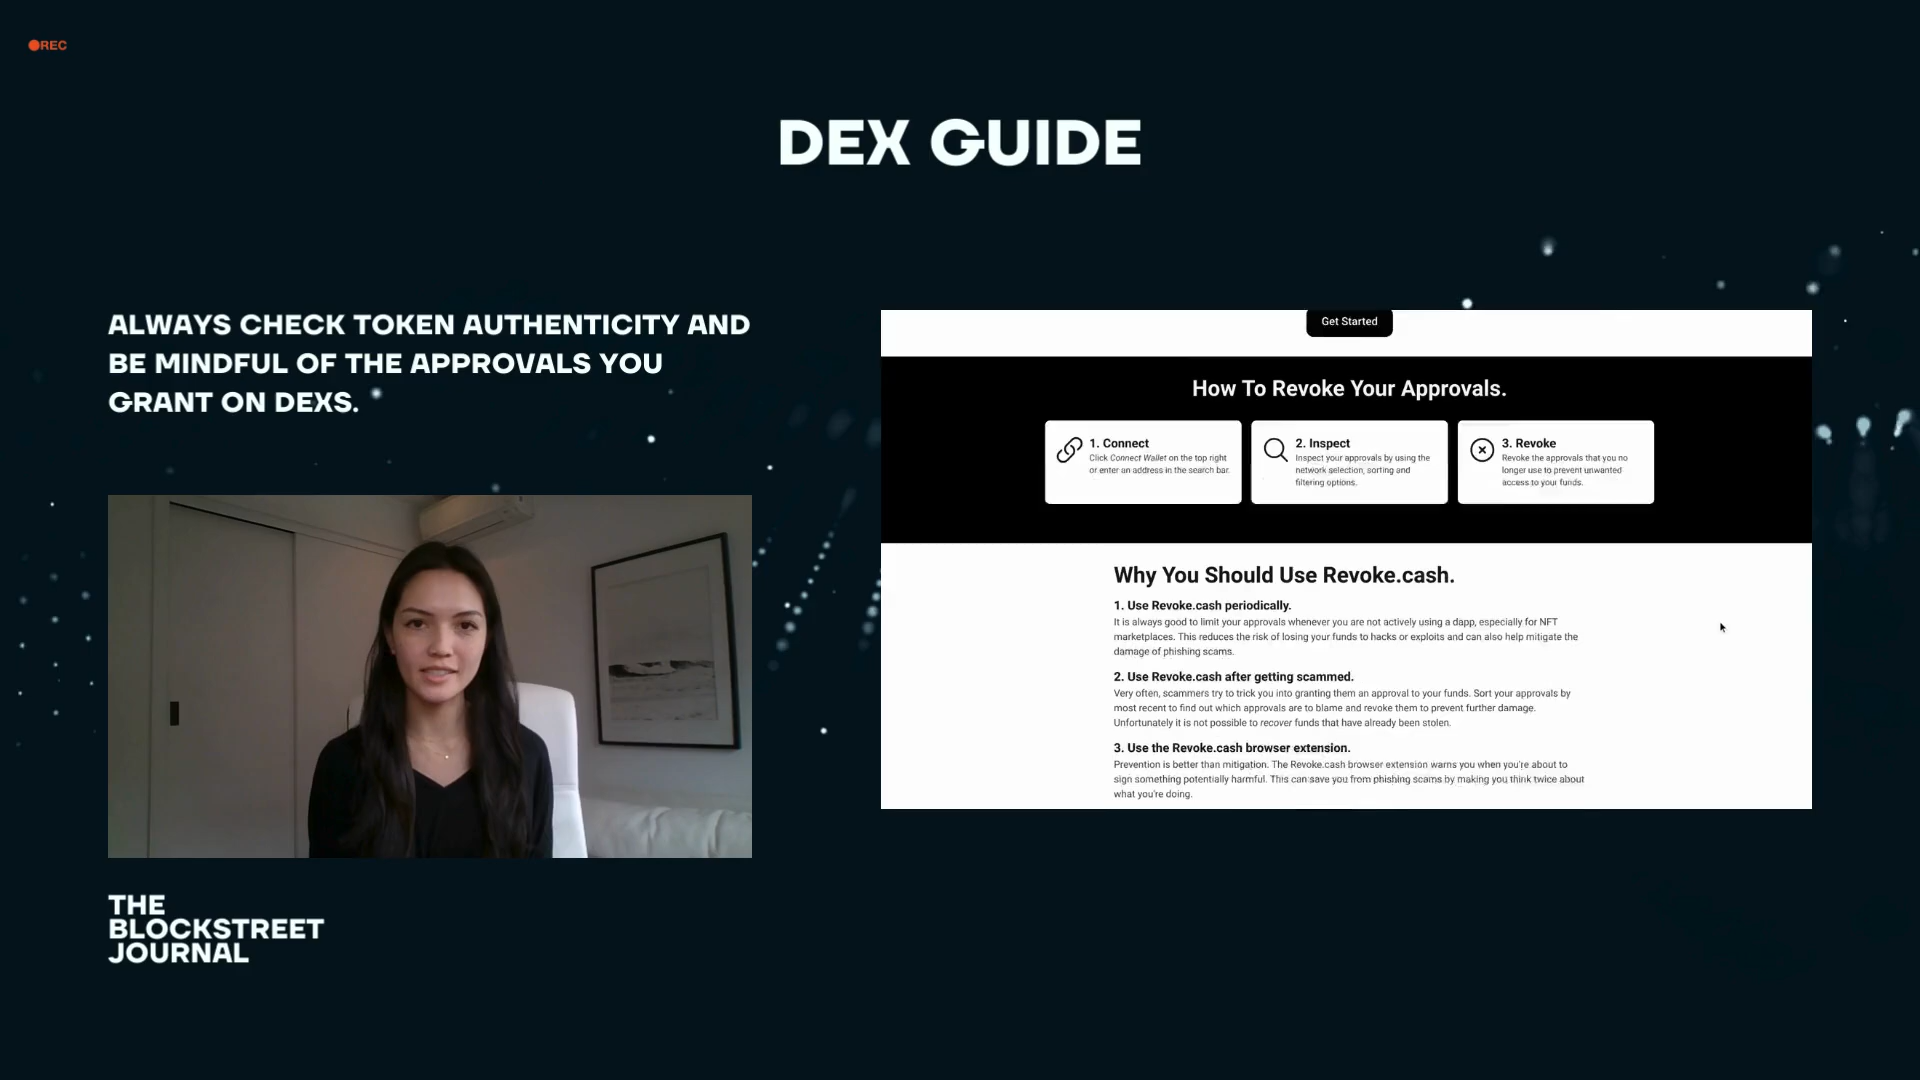 REC
DEX GUIDE
ALWAYS CHECK TOKEN AUTHENTICITY AND
BE MINDFUL OF THE APPROVALS YOU
GRANT ON DEXS.
THE
BLOCKSTREET
JOURNAL
Get Started
How To Revoke Your Approvals.
1. Connect
Click Connect Wallet on the top right
or enter an address in the search bar.
2. Inspect
Inspect your approvals by using the
network selection, sorting and
filtering options.
3. Revoke
Revoke the approvals that you no
longer use to prevent unwanted
access to your funds.
Why You Should Use Revoke.cash.
1. Use Revoke.cash periodically.
It is always good to limit your approvals whenever you are not actively using a dapp, especially for NFT
marketplaces. This reduces the risk of losing your funds to hacks or exploits and can also help mitigate the
damage of phishing scams.
2. Use Revoke.cash after getting scammed.
Very often, scammers try to trick you into granting them an approval to your funds. Sort your approvals by
most recent to find out which approvals are to blame and revoke them to prevent further damage.
Unfortunately it is not possible to recover funds that have already been stolen.
3. Use the Revoke.cash browser extension.
Prevention is better than mitigation. The Revoke.cash browser extension warns you when you're about to
sign something potentially harmful. This can save you from phishing scams by making you think twice about
what you're doing.